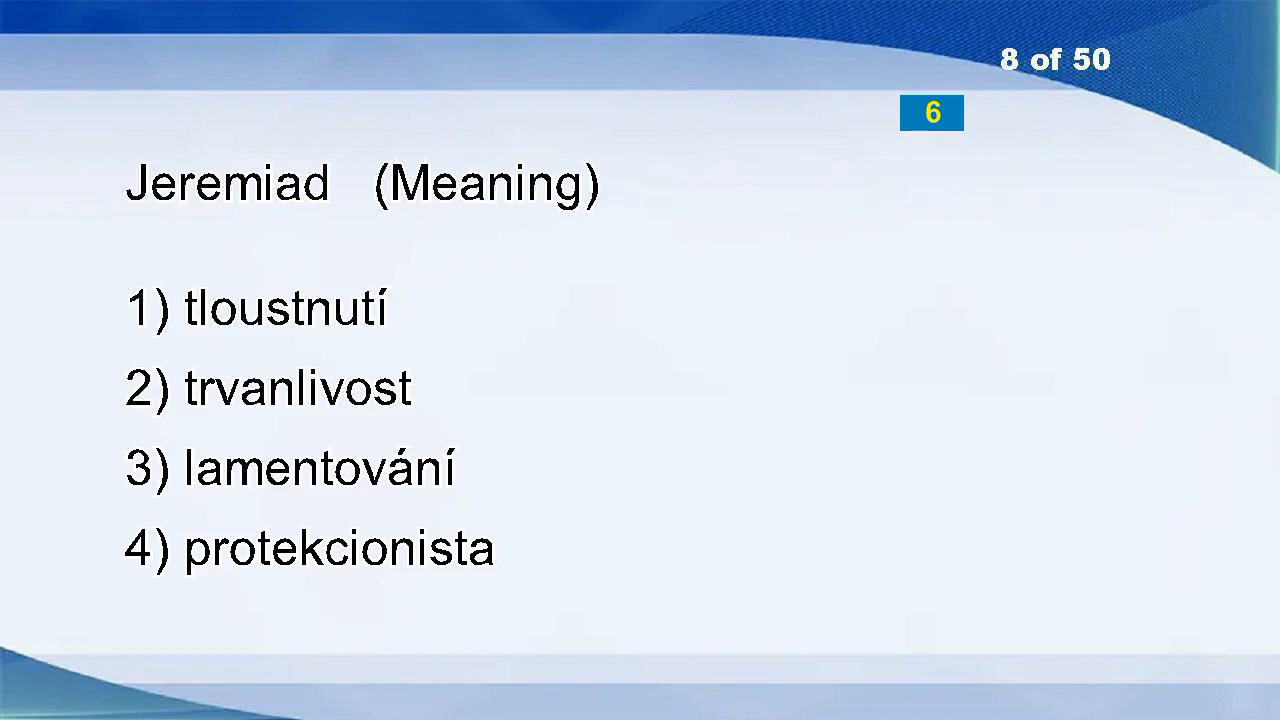 8 of 50
6
Jeremiad (Meaning)
1) tloustnutí
2) trvanlivost
3) lamentování
4) protekcionista